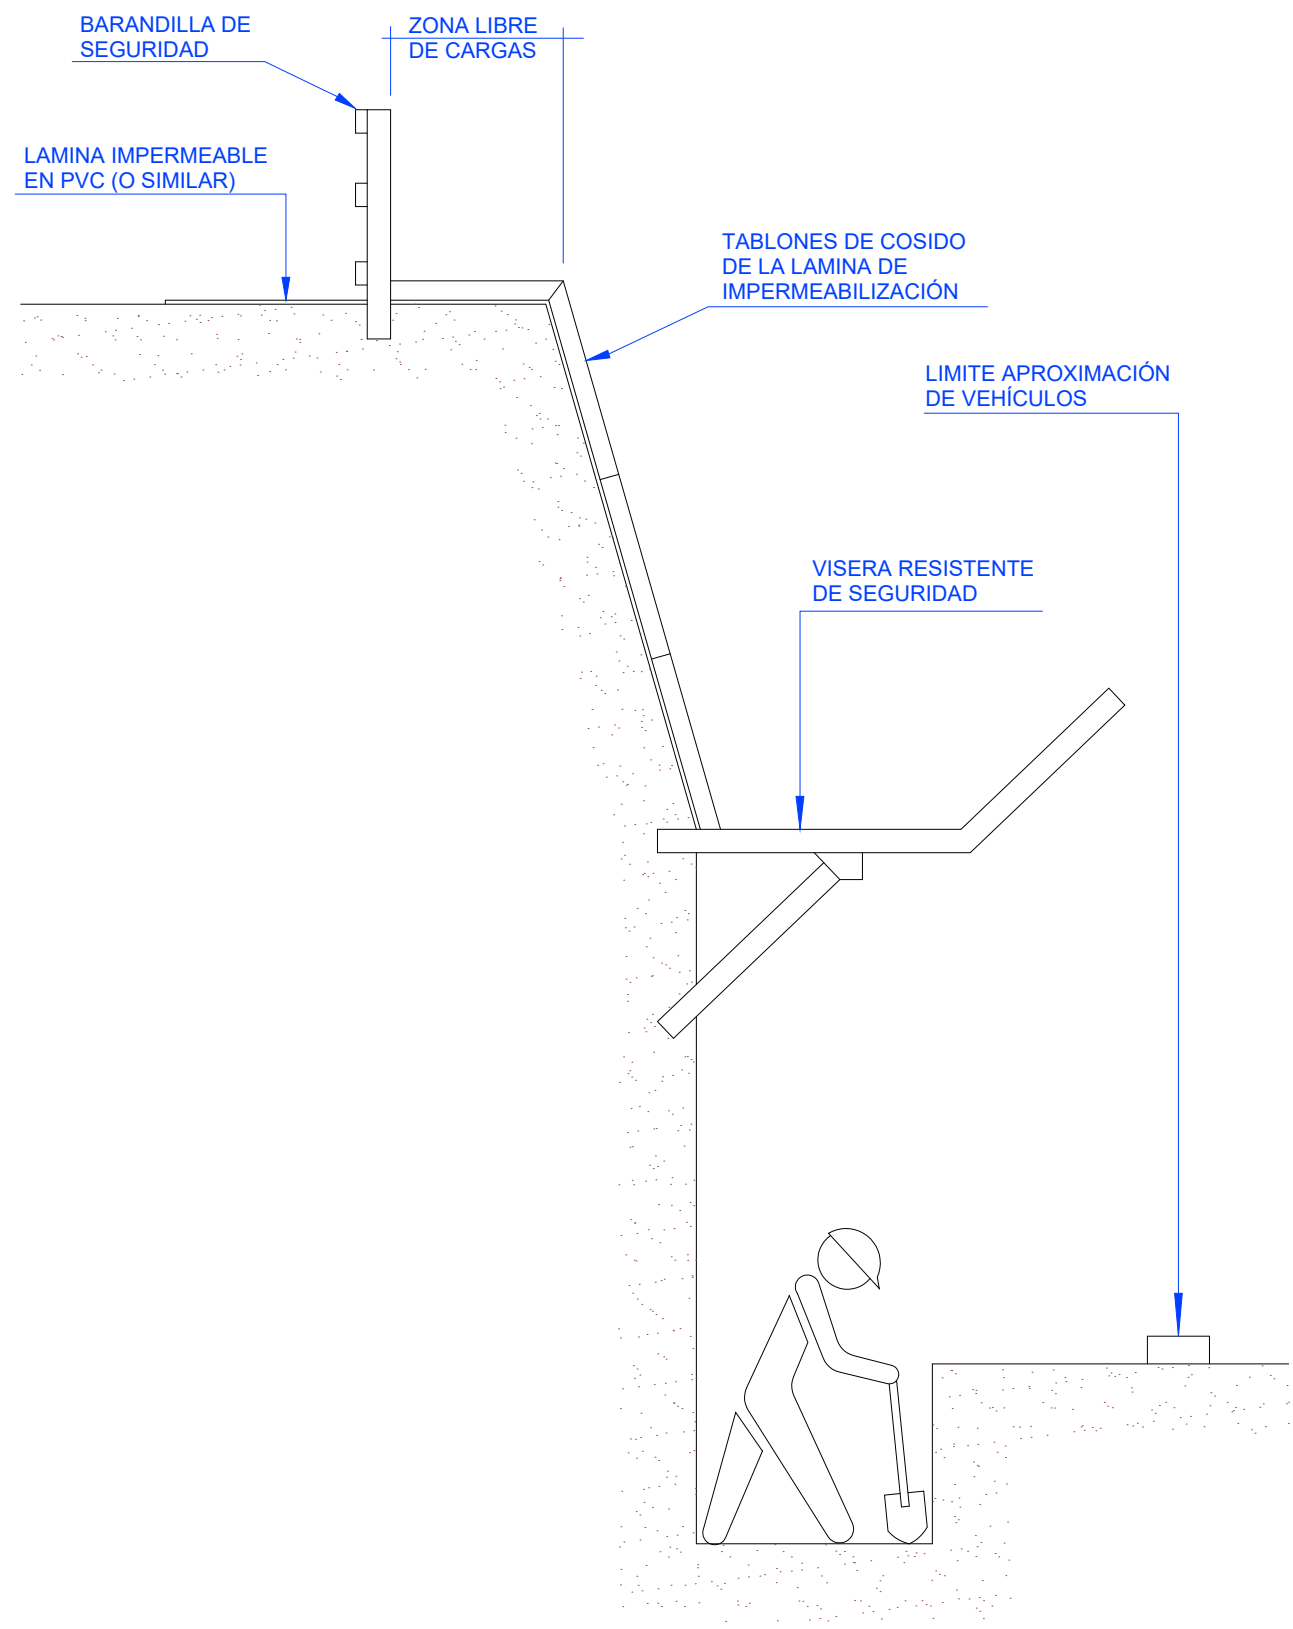 BARANDILLA DE
SEGURIDAD
ZONA LIBRE
DE CARGAS
LAMINA IMPERMEABLE
EN PVC (O SIMILAR)
TABLONES DE COSIDO
DE LA LAMINA DE
IMPERMEABILIZACIÓN
LIMITE APROXIMACIÓN
DE VEHÍCULOS
VISERA RESISTENTE
DE SEGURIDAD